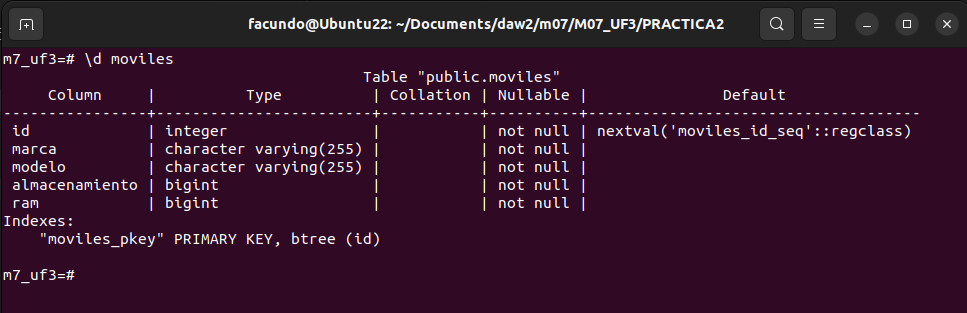 facundo@Ubuntu22: ~/Documents/daw2/m07/M07_UF3/PRACTICA2
m7_uf3=# \d moviles
                                        Table "public.moviles"
     Column     |          Type          | Collation | Nullable |               Default
----------------+------------------------+-----------+----------+-------------------------------------
 id             | integer                |           | not null | nextval('moviles_id_seq'::regclass)
 marca          | character varying(255) |           | not null |
 modelo         | character varying(255) |           | not null |
 almacenamiento | bigint                 |           | not null |
 ram            | bigint                 |           | not null |
Indexes:
    "moviles_pkey" PRIMARY KEY, btree (id)
m7_uf3=#